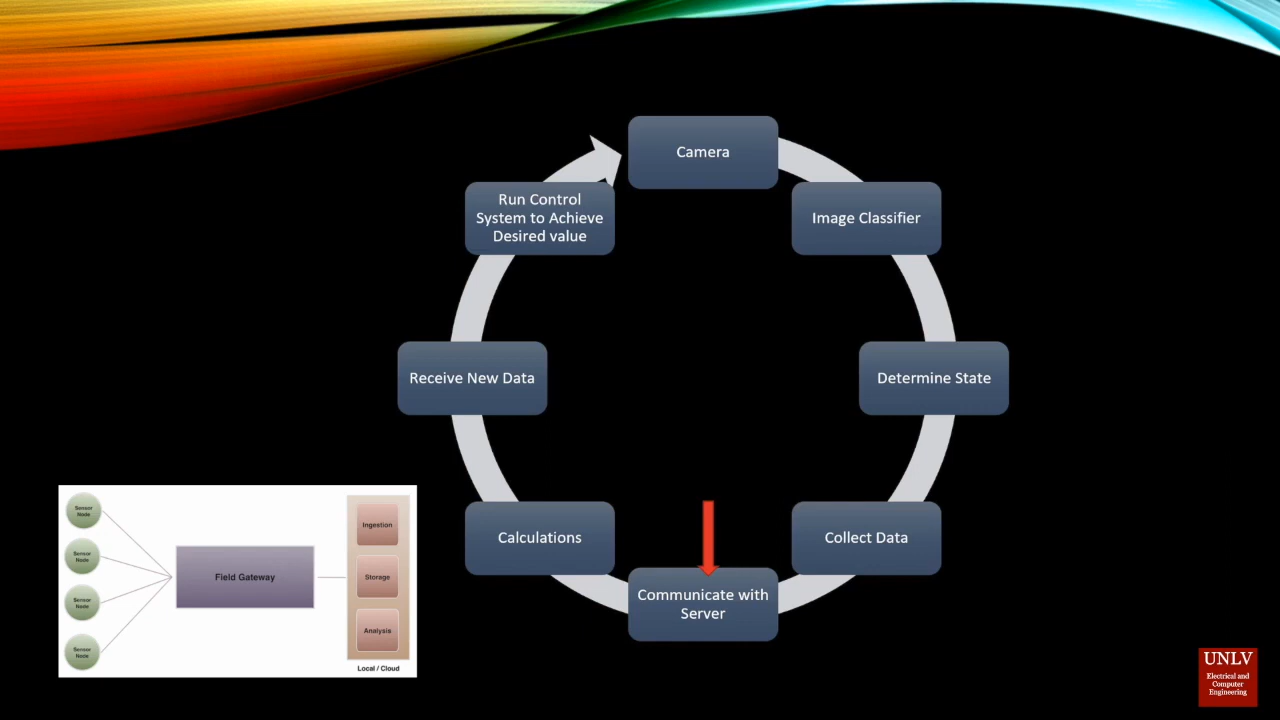 Camera
Image Classifier
Determine State
Collect Data
Communicate with
Server
Calculations
Receive New Data
Run Control
System to Achieve
Desired value
Sensor
Node
Sensor
Node
Sensor
Node
Sensor
Node
Field Gateway
Ingestion
Storage
Analysis
Local / Cloud
UNLV
Electrical and
Computer
Engineering